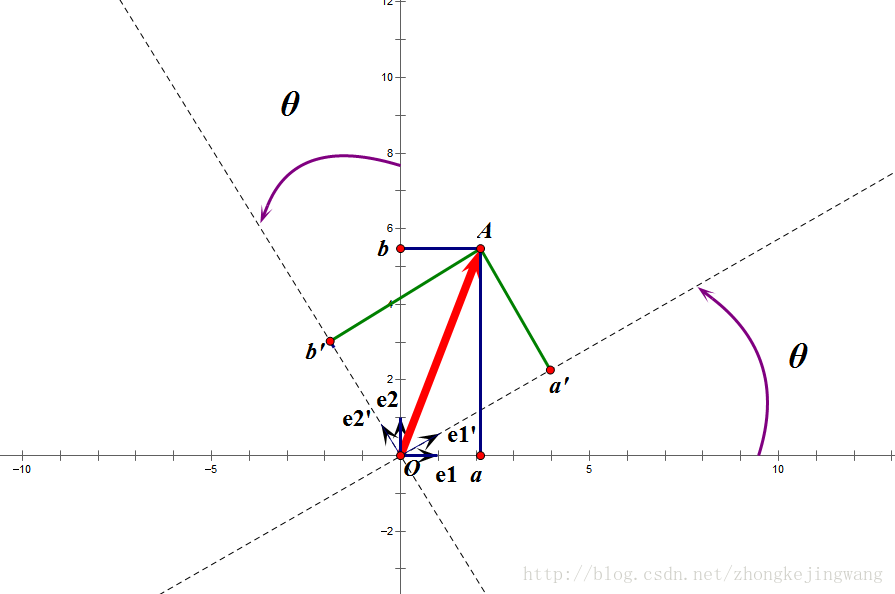 12
θ
10
8
6
A
b
4
θ
b'
2
a'
e2
e2'
e1'
O
−10
−5
e1
a
5
10
−2
http://blog.csdn.net/zhongkejingwang